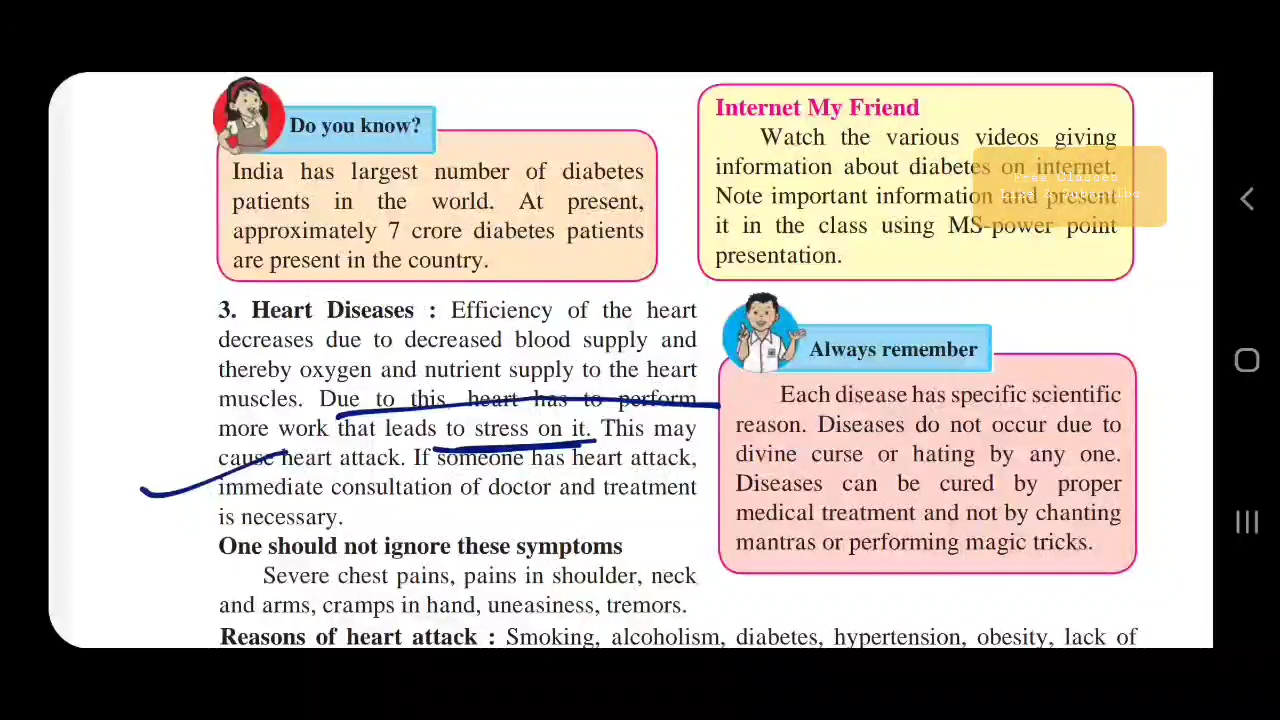 Do you know?
India has largest number of diabetes
patients in the world. At present,
approximately 7 crore diabetes patients
are present in the country.
Internet My Friend
Watch the various videos giving
information about diabetes on internet.
Note important information and present
it in the class using MS-power point
presentation.
Free Classes
Like & Subscribe
3. Heart Diseases : Efficiency of the heart
decreases due to decreased blood supply and
thereby oxygen and nutrient supply to the heart
muscles. Due to this heart has to perform
more work that leads to stress on it. This may
cause heart attack. If someone has heart attack,
immediate consultation of doctor and treatment
is necessary.
One should not ignore these symptoms
Severe chest pains, pains in shoulder, neck
and arms, cramps in hand, uneasiness, tremors.
Always remember
Each disease has specific scientific
reason. Diseases do not occur due to
divine curse or hating by any one.
Diseases can be cured by proper
medical treatment and not by chanting
mantras or performing magic tricks.
Reasons of heart attack : Smoking, alcoholism, diabetes, hypertension, obesity, lack of